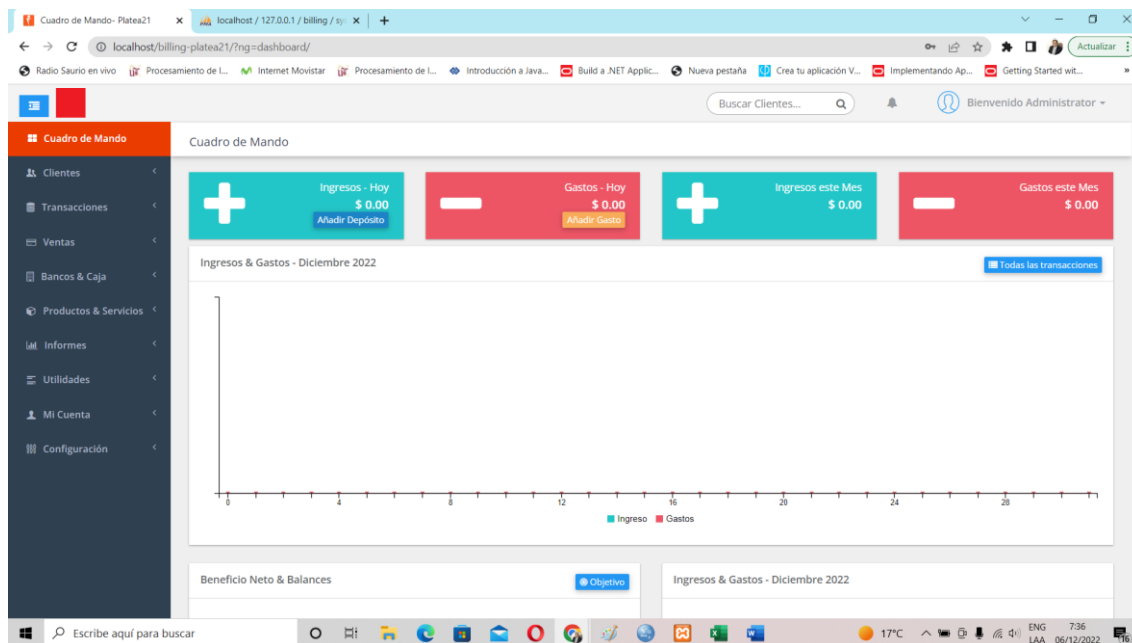 Cuadro de Mando- Platea21
localhost / 127.0.0.1 / billing / sy
localhost/billing-platea21/?ng=dashboard/
Actualizar
Radio Saurio en vivo
Procesamiento de l...
Internet Movistar
Procesamiento de l...
Introducción a Java...
Build a .NET Applic...
Nueva pestaña
Crea tu aplicación V...
Implementando Ap...
Getting Started wit...
Buscar Clientes...
Bienvenido Administrator
Cuadro de Mando
Clientes
Transacciones
Ventas
Bancos & Caja
Productos & Servicios
Informes
Utilidades
Mi Cuenta
Configuración
Cuadro de Mando
Ingresos - Hoy
$ 0.00
Añadir Depósito
Gastos - Hoy
$ 0.00
Añadir Gasto
Ingresos este Mes
$ 0.00
Gastos este Mes
$ 0.00
Ingresos & Gastos - Diciembre 2022
Todas las transacciones
0 4 8 12 16 20 24 28
Ingreso Gastos
Beneficio Neto & Balances
Objetivo
Ingresos & Gastos - Diciembre 2022
Escribe aquí para buscar
17°C
ENG
LAA
7:36
06/12/2022
16